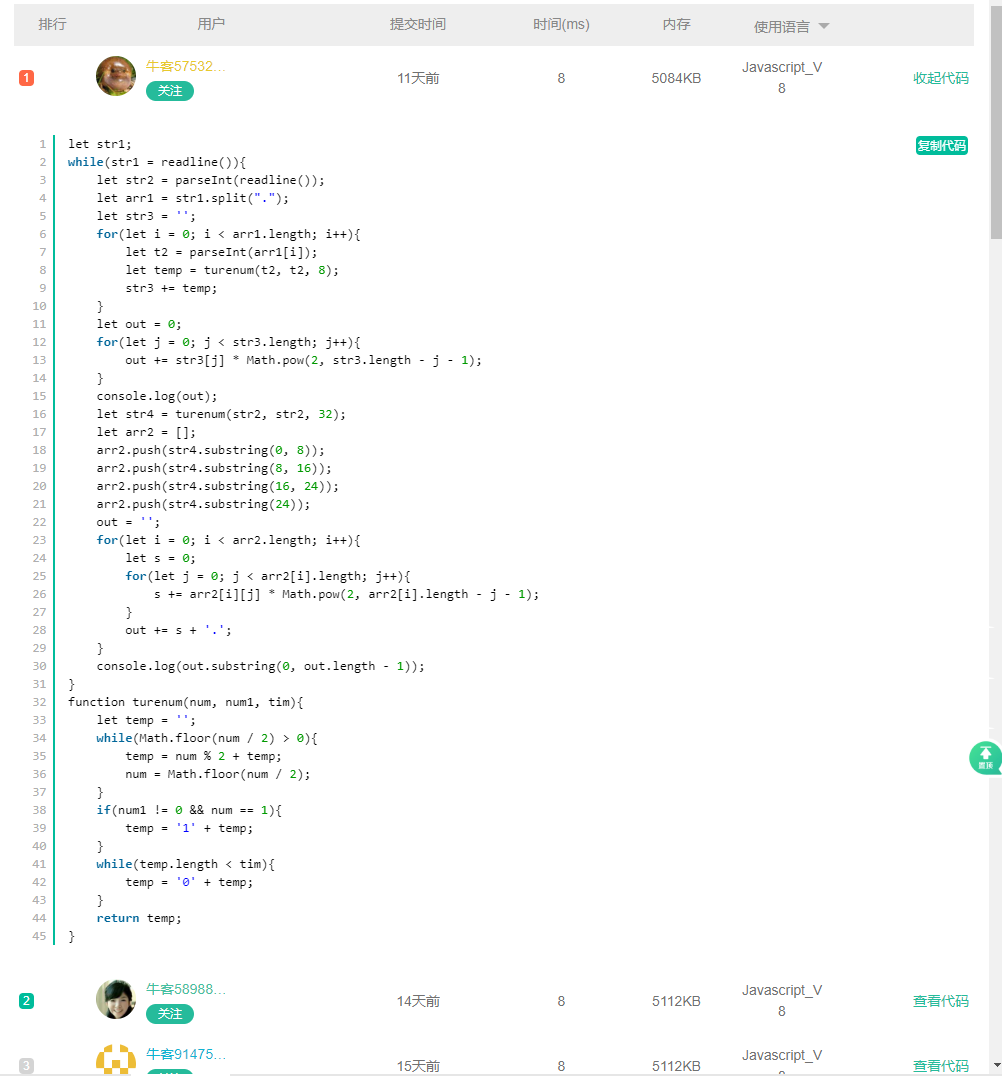 排行 用户 提交时间 时间(ms) 内存 使用语言
1 牛客57532... 关注 11天前 8 5084KB Javascript_V8 收起代码
复制代码
1 let str1;
2 while(str1 = readline()){
3     let str2 = parseInt(readline());
4     let arr1 = str1.split(".");
5     let str3 = '';
6     for(let i = 0; i < arr1.length; i++){
7         let t2 = parseInt(arr1[i]);
8         let temp = turenum(t2, t2, 8);
9         str3 += temp;
10     }
11     let out = 0;
12     for(let j = 0; j < str3.length; j++){
13         out += str3[j] * Math.pow(2, str3.length - j - 1);
14     }
15     console.log(out);
16     let str4 = turenum(str2, str2, 32);
17     let arr2 = [];
18     arr2.push(str4.substring(0, 8));
19     arr2.push(str4.substring(8, 16));
20     arr2.push(str4.substring(16, 24));
21     arr2.push(str4.substring(24));
22     out = '';
23     for(let i = 0; i < arr2.length; i++){
24         let s = 0;
25         for(let j = 0; j < arr2[i].length; j++){
26             s += arr2[i][j] * Math.pow(2, arr2[i].length - j - 1);
27         }
28         out += s + '.';
29     }
30     console.log(out.substring(0, out.length - 1));
31 }
32 function turenum(num, num1, tim){
33     let temp = '';
34     while(Math.floor(num / 2) > 0){
35         temp = num % 2 + temp;
36         num = Math.floor(num / 2);
37     }
38     if(num1 != 0 && num == 1){
39         temp = '1' + temp;
40     }
41     while(temp.length < tim){
42         temp = '0' + temp;
43     }
44     return temp;
45 }
置顶
2 牛客58988... 关注 14天前 8 5112KB Javascript_V8 查看代码
3 牛客91475... 15天前 8 5112KB Javascript_V 查看代码